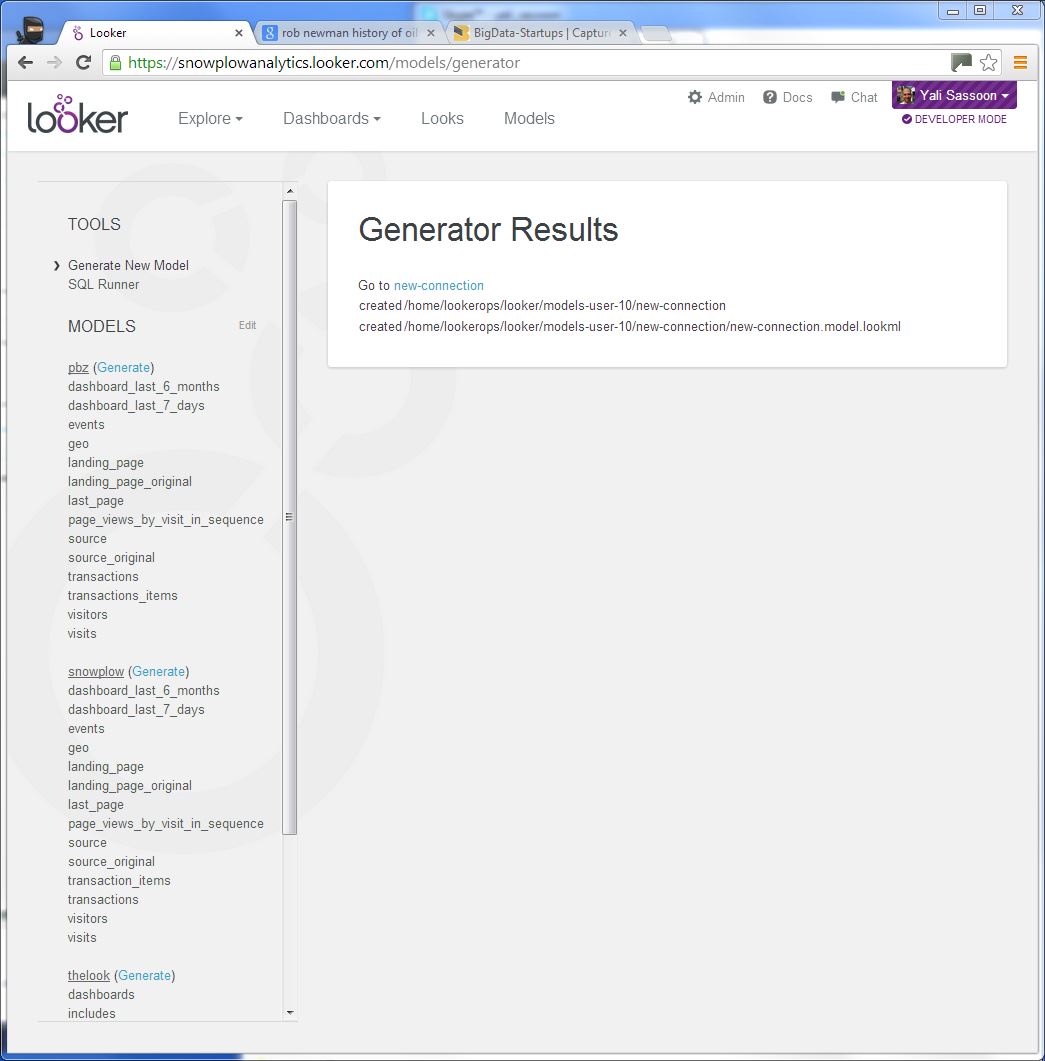 Looker
rob newman history of oil
BigData-Startups | Capture
https://snowplowanalytics.looker.com/models/generator
looker
Explore
Dashboards
Looks
Models
Admin
Docs
Chat
Yali Sassoon
DEVELOPER MODE
TOOLS
Generate New Model
SQL Runner
MODELS
Edit
pbz (Generate)
dashboard_last_6_months
dashboard_last_7_days
events
geo
landing_page
landing_page_original
last_page
page_views_by_visit_in_sequence
source
source_original
transactions
transactions_items
visitors
visits
snowplow (Generate)
dashboard_last_6_months
dashboard_last_7_days
events
geo
landing_page
landing_page_original
last_page
page_views_by_visit_in_sequence
source
source_original
transaction_items
transactions
visitors
visits
thelook (Generate)
dashboards
includes
Generator Results
Go to new-connection
created /home/lookerops/looker/models-user-10/new-connection
created /home/lookerops/looker/models-user-10/new-connection/new-connection.model.lookml